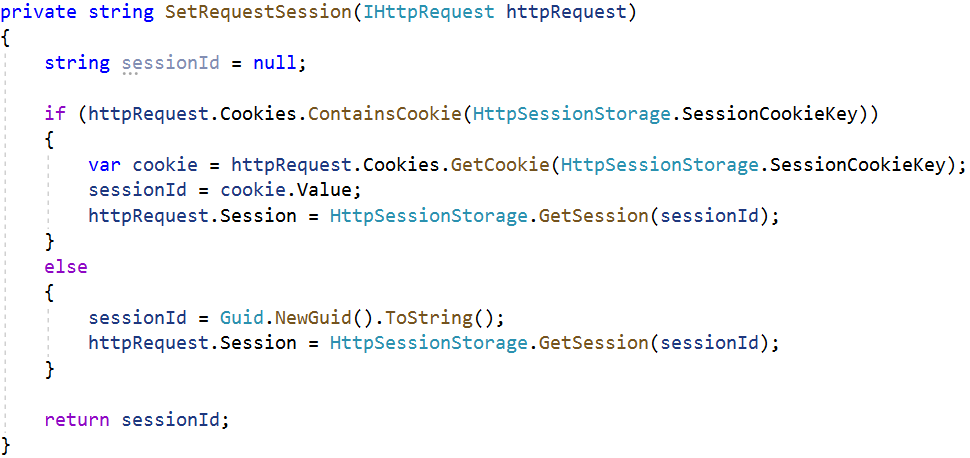 private string SetRequestSession(IHttpRequest httpRequest)
{
    string sessionId = null;

    if (httpRequest.Cookies.ContainsCookie(HttpSessionStorage.SessionCookieKey))
    {
        var cookie = httpRequest.Cookies.GetCookie(HttpSessionStorage.SessionCookieKey);
        sessionId = cookie.Value;
        httpRequest.Session = HttpSessionStorage.GetSession(sessionId);
    }
    else
    {
        sessionId = Guid.NewGuid().ToString();
        httpRequest.Session = HttpSessionStorage.GetSession(sessionId);
    }

    return sessionId;
}